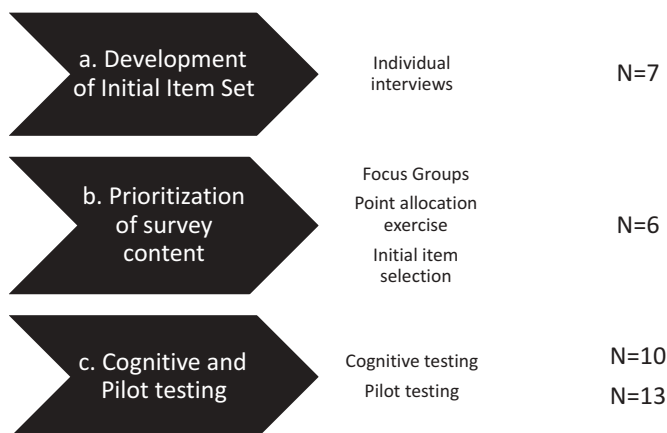 a. Development
of Initial Item Set
Individual
interviews
N=7
b. Prioritization
of survey
content
Focus Groups
Point allocation
exercise
Initial item
selection
N=6
c. Cognitive and
Pilot testing
Cognitive testing
Pilot testing
N=10
N=13